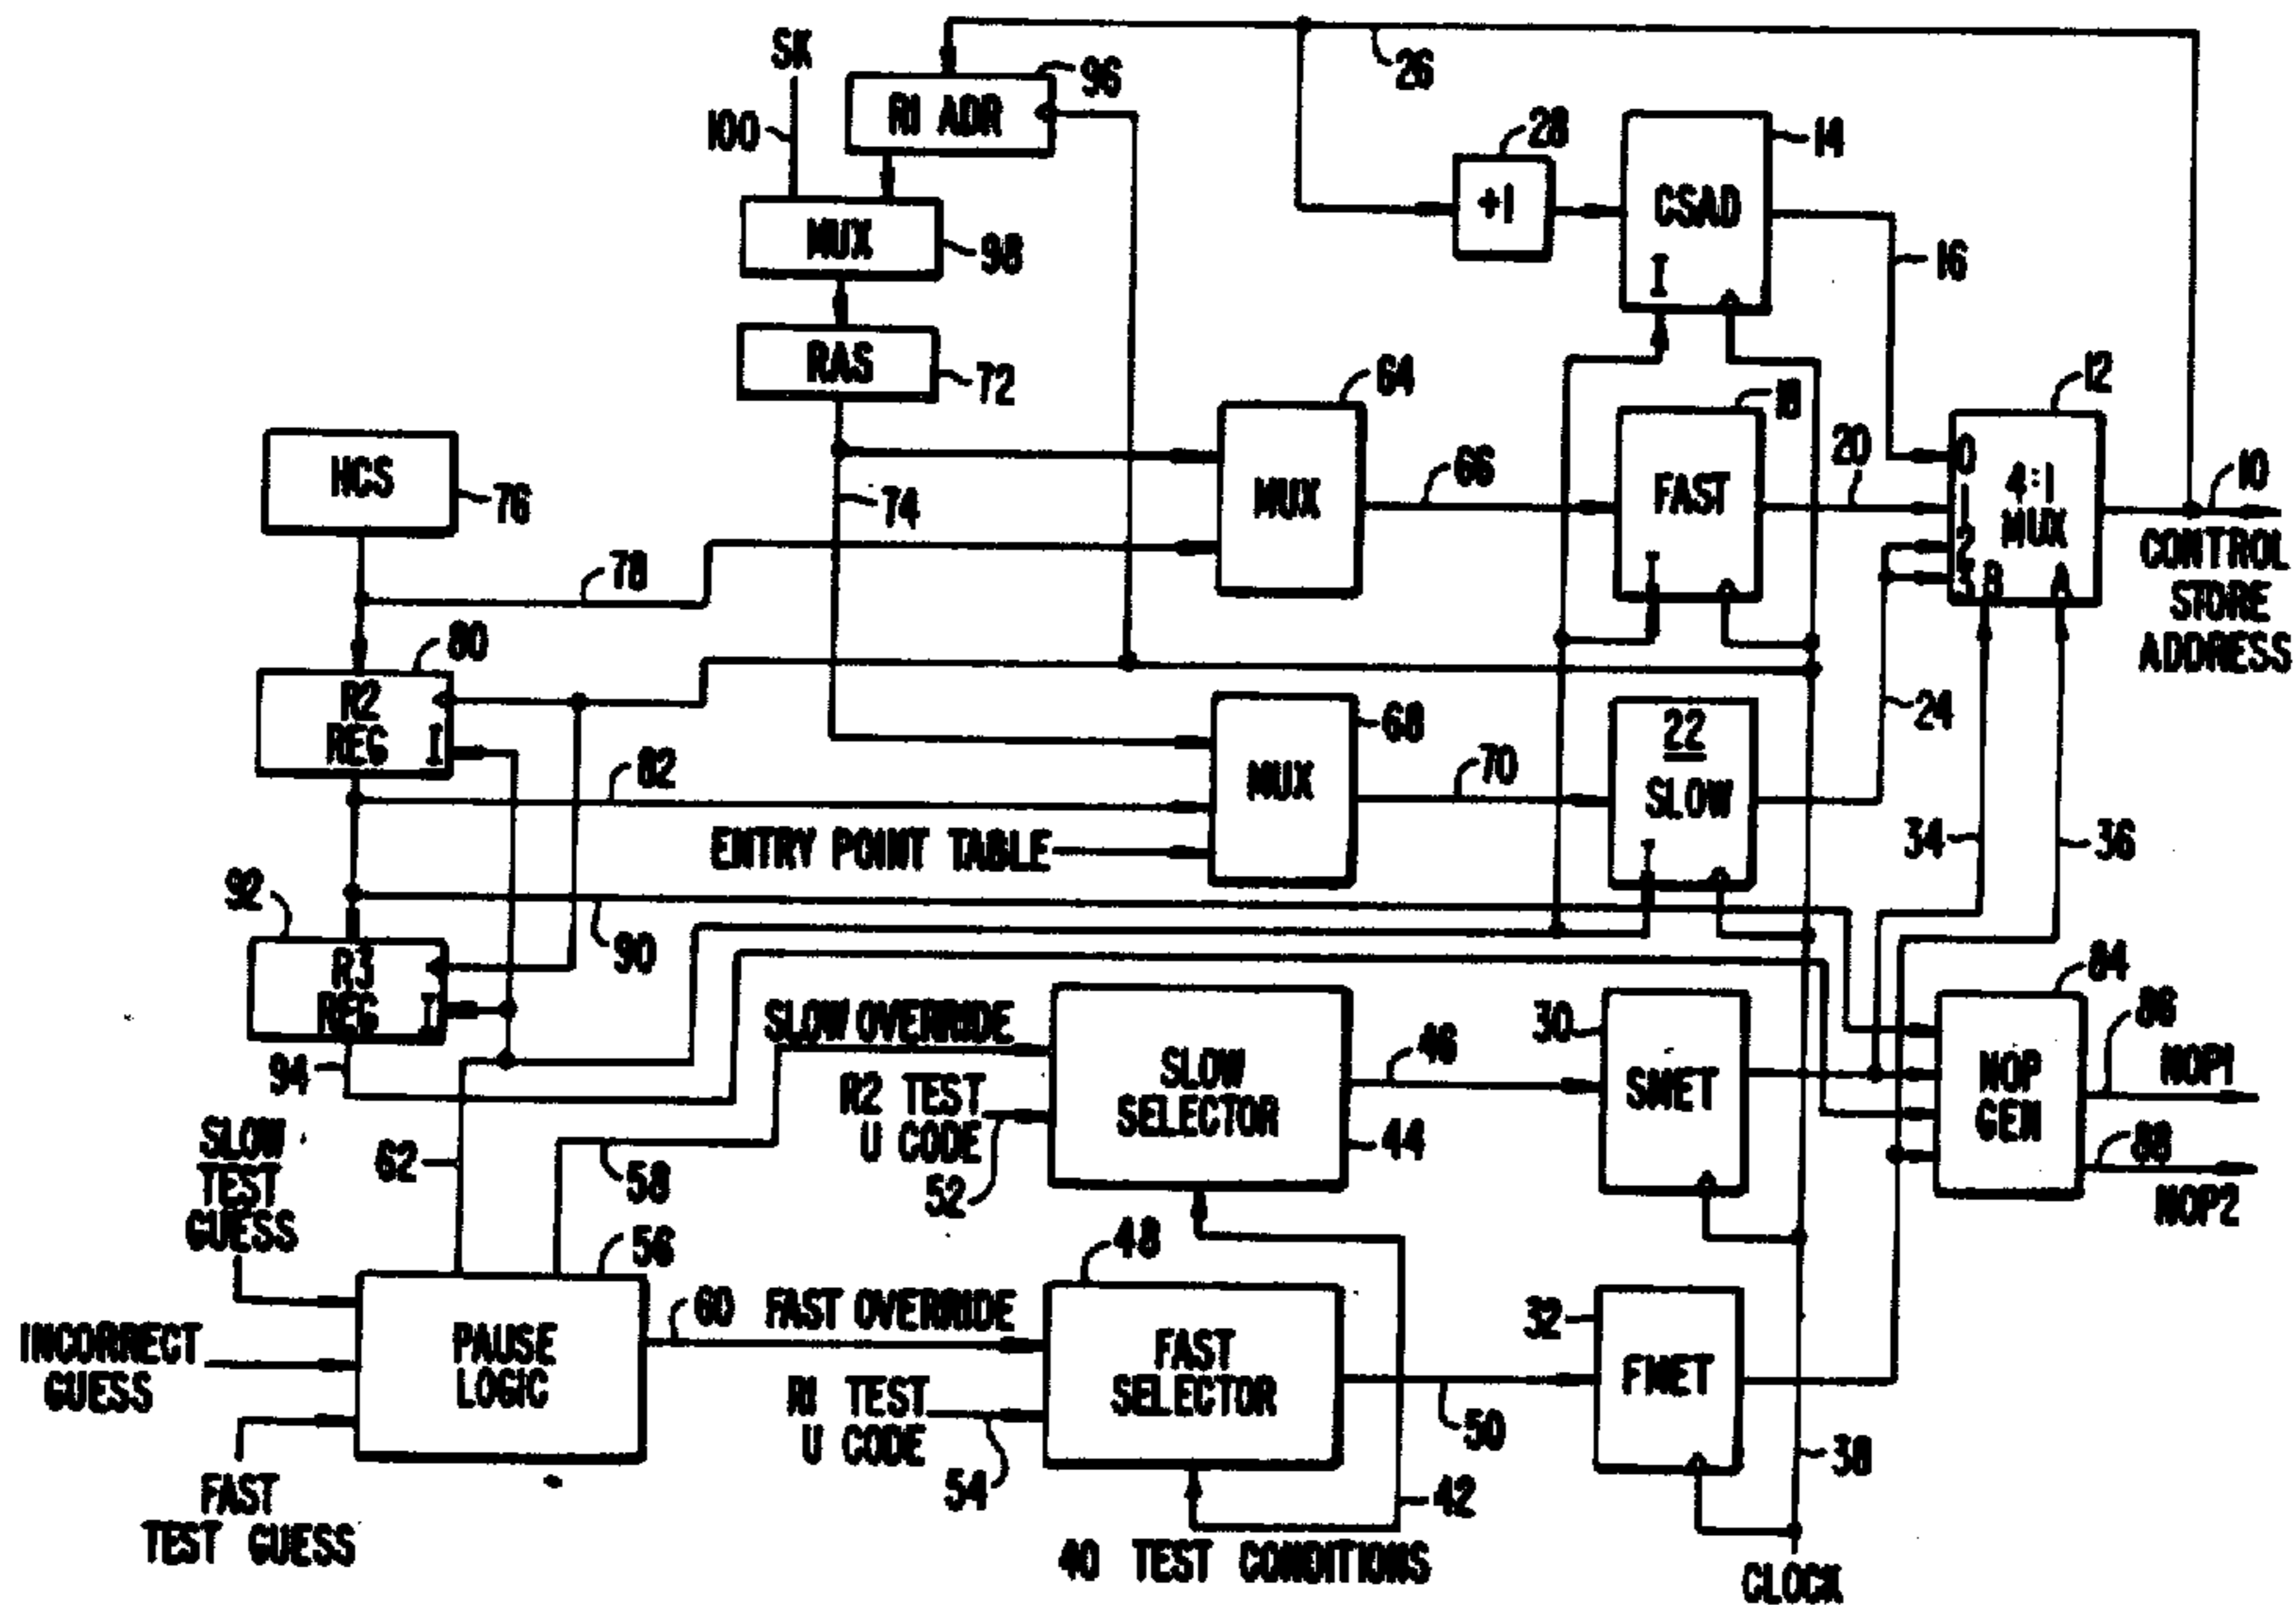 SK
100
R1 ADR
96
26
MUX
98
+1
28
CSAD
I
14
16
RAS
72
HCS
76
74
78
64
MUX
66
18
FAST
I
20
12
0
1
2
3
4:1
MUX
B
A
10
CONTROL
STORE
ADDRESS
80
R2
REG
I
82
68
MUX
70
22
SLOW
I
24
34
36
ENTRY POINT TABLE
92
R3
REG
I
90
94
SLOW OVERRIDE
R2 TEST
U CODE
52
SLOW
SELECTOR
46
44
30
SWET
84
NOP
GEN
86
NOP1
88
NOP2
SLOW
TEST
GUESS
62
58
56
INCORRECT
GUESS
PAUSE
LOGIC
FAST
TEST GUESS
60
FAST OVERRIDE
R1 TEST
U CODE
54
48
FAST
SELECTOR
50
42
32
FWET
38
40 TEST CONDITIONS
CLOCK